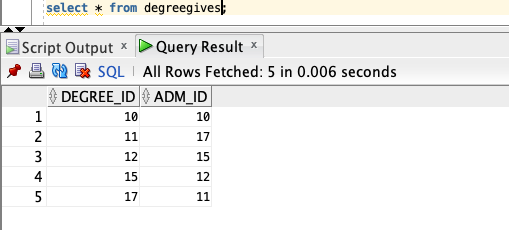 select * from degreegives;
Script Output x Query Result x
SQL | All Rows Fetched: 5 in 0.006 seconds
DEGREE_ID ADM_ID
1 10 10
2 11 17
3 12 15
4 15 12
5 17 11